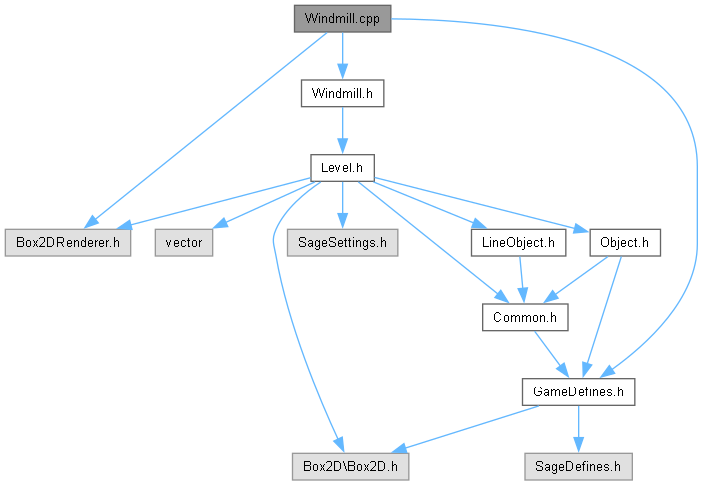 Windmill.cpp
Windmill.h
Level.h
Box2DRenderer.h
vector
SageSettings.h
LineObject.h
Object.h
Common.h
GameDefines.h
Box2D\Box2D.h
SageDefines.h